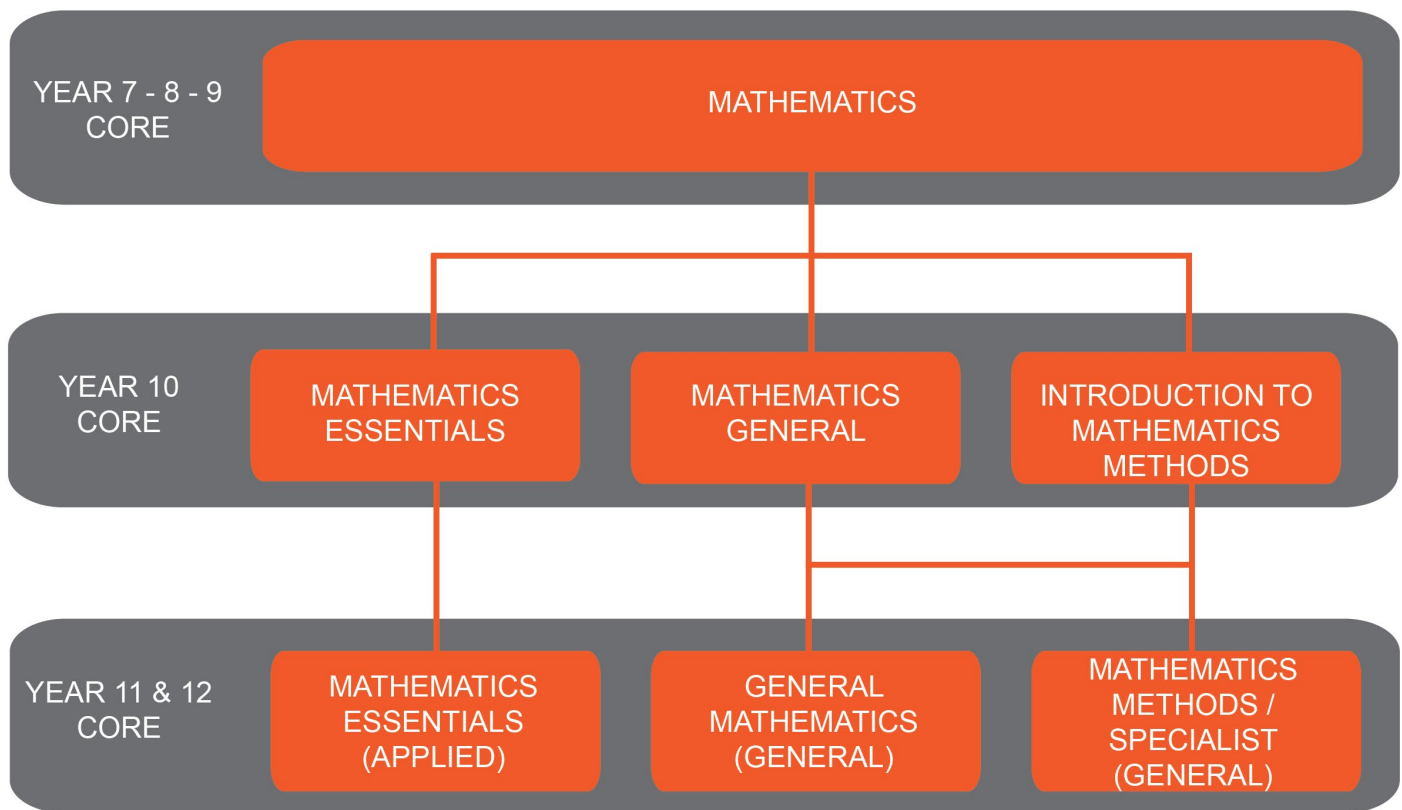 YEAR 7 - 8 - 9
CORE
MATHEMATICS
YEAR 10
CORE
MATHEMATICS
ESSENTIALS
MATHEMATICS
GENERAL
INTRODUCTION TO
MATHEMATICS
METHODS
YEAR 11 & 12
CORE
MATHEMATICS
ESSENTIALS
(APPLIED)
GENERAL
MATHEMATICS
(GENERAL)
MATHEMATICS
METHODS /
SPECIALIST
(GENERAL)